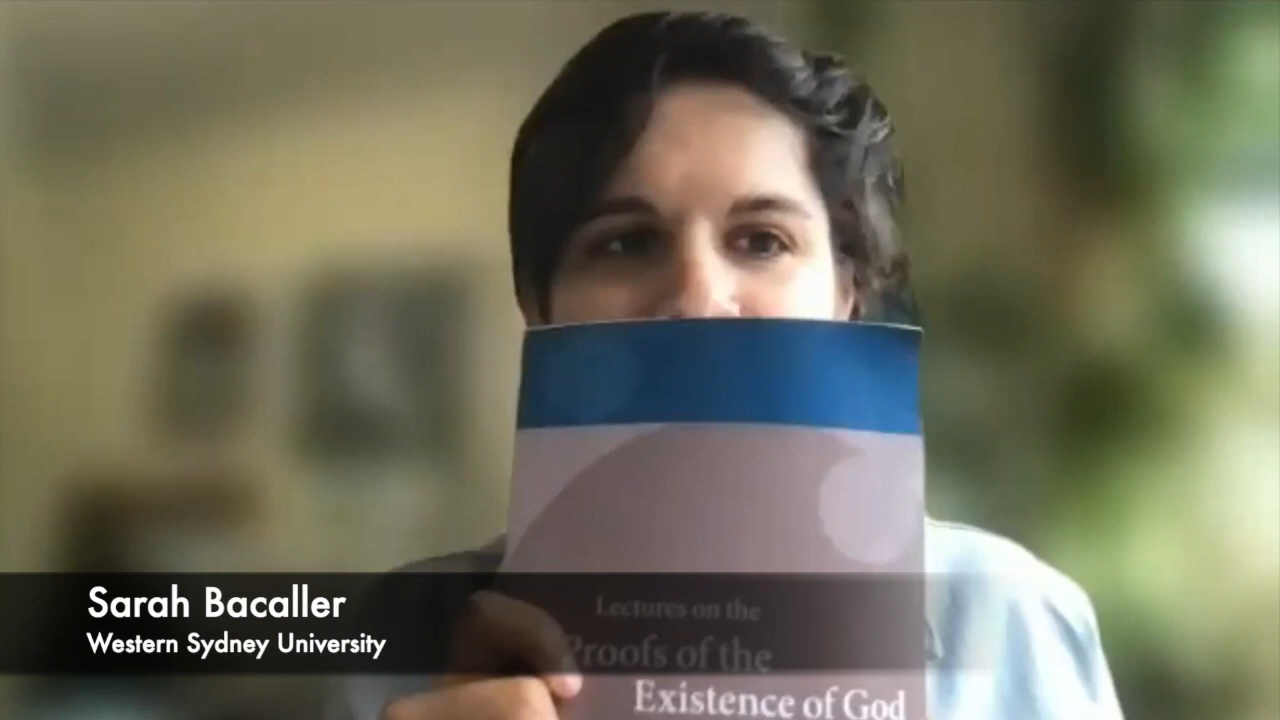 Sarah Bacaller
Western Sydney University
Lectures on the
Proofs of the
Existence of God